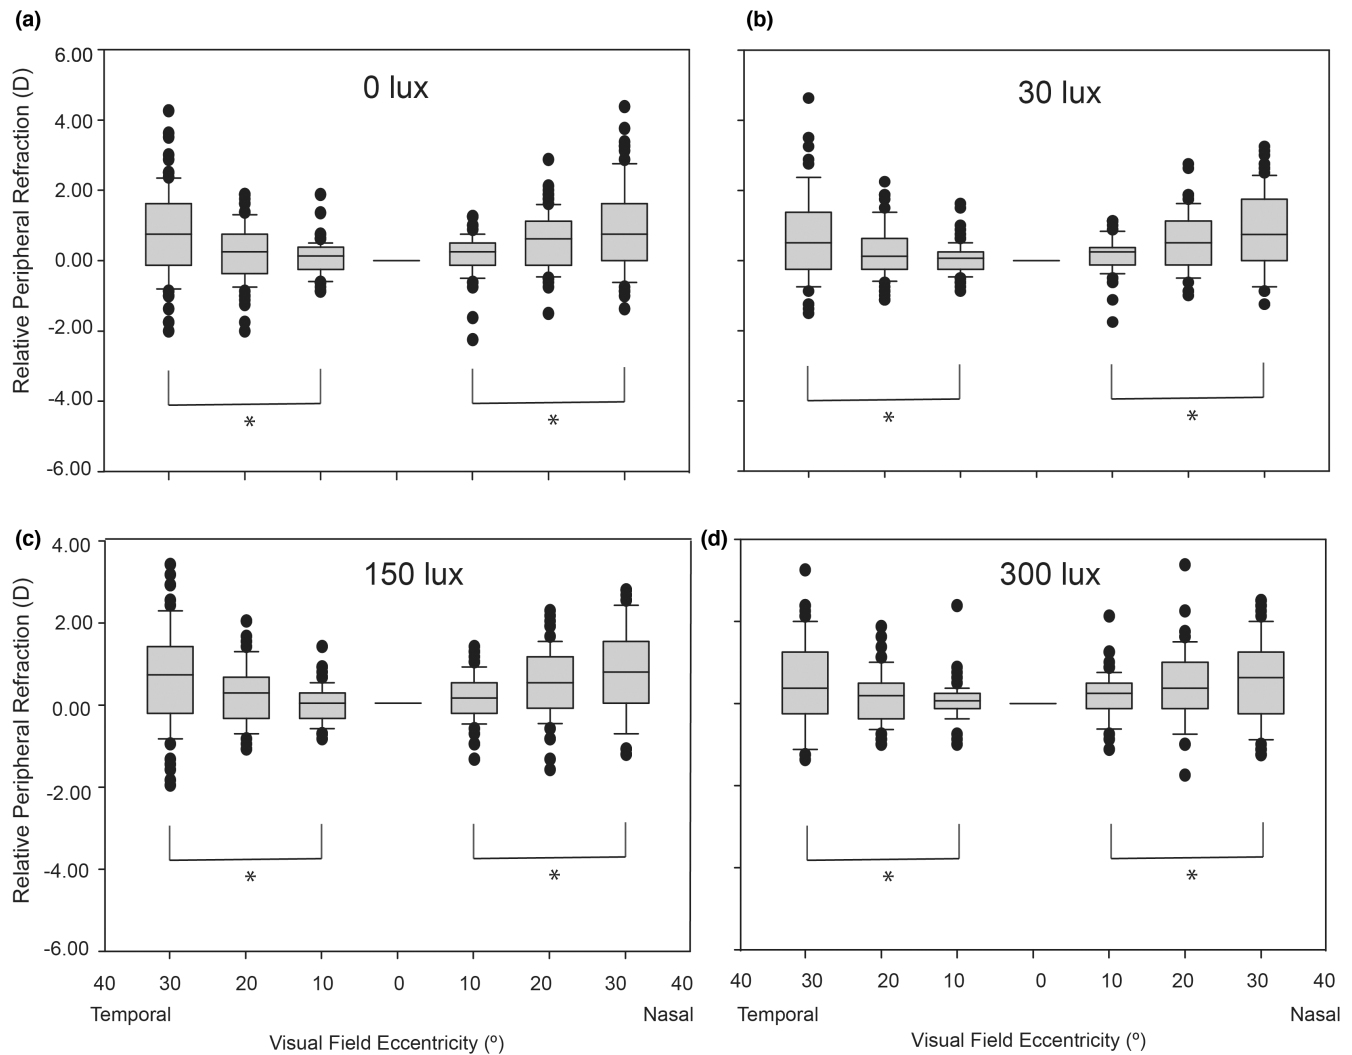 (a)
(b)
0 lux
30 lux
Relative Peripheral Refraction (D)
6.00
4.00
2.00
0.00
-2.00
-4.00
-6.00
* *
* *
(c)
(d)
150 lux
300 lux
Relative Peripheral Refraction (D)
4.00
2.00
0.00
-2.00
-4.00
-6.00
* *
* *
40 30 20 10 0 10 20 30 40
Temporal Nasal
Visual Field Eccentricity (º)
40 30 20 10 0 10 20 30 40
Temporal Nasal
Visual Field Eccentricity (º)